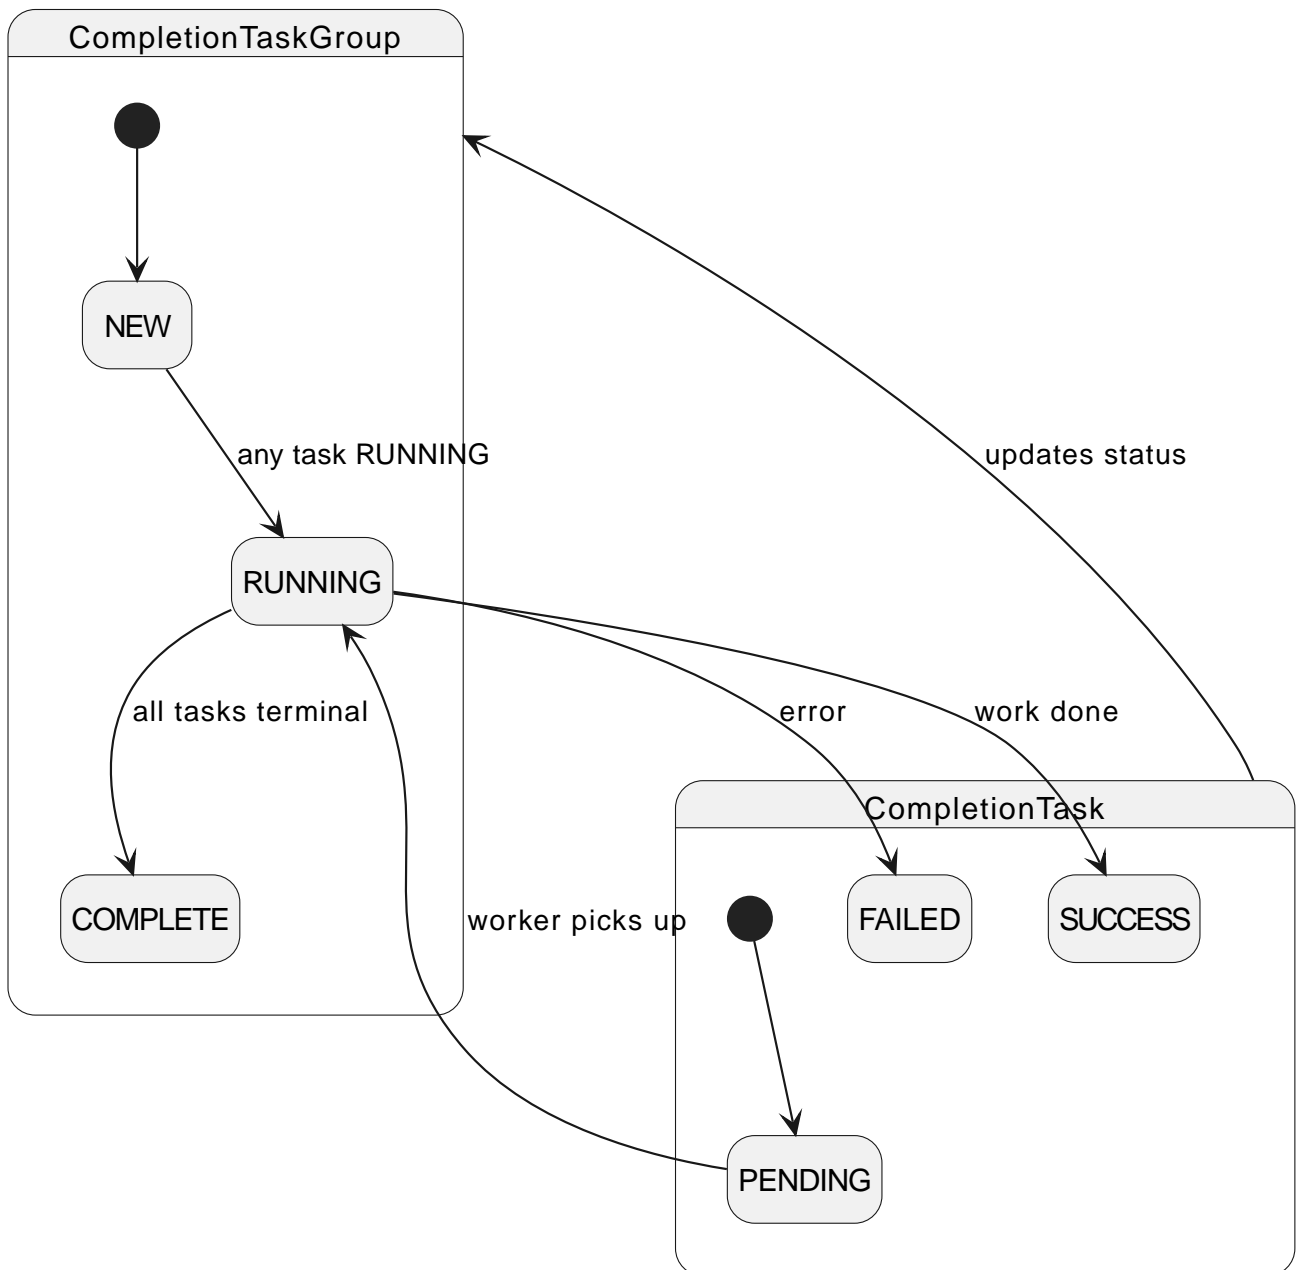 CompletionTaskGroup
NEW
any task RUNNING
updates status
RUNNING
all tasks terminal
error
work done
CompletionTask
COMPLETE
worker picks up
FAILED
SUCCESS
PENDING